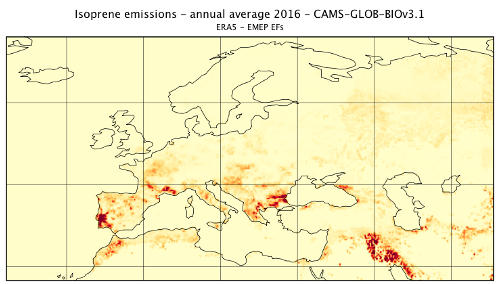 Isoprene emissions - annual average 2016 - CAMS-GLOB-BIOv3.1
ERA5 - EMEP EFs